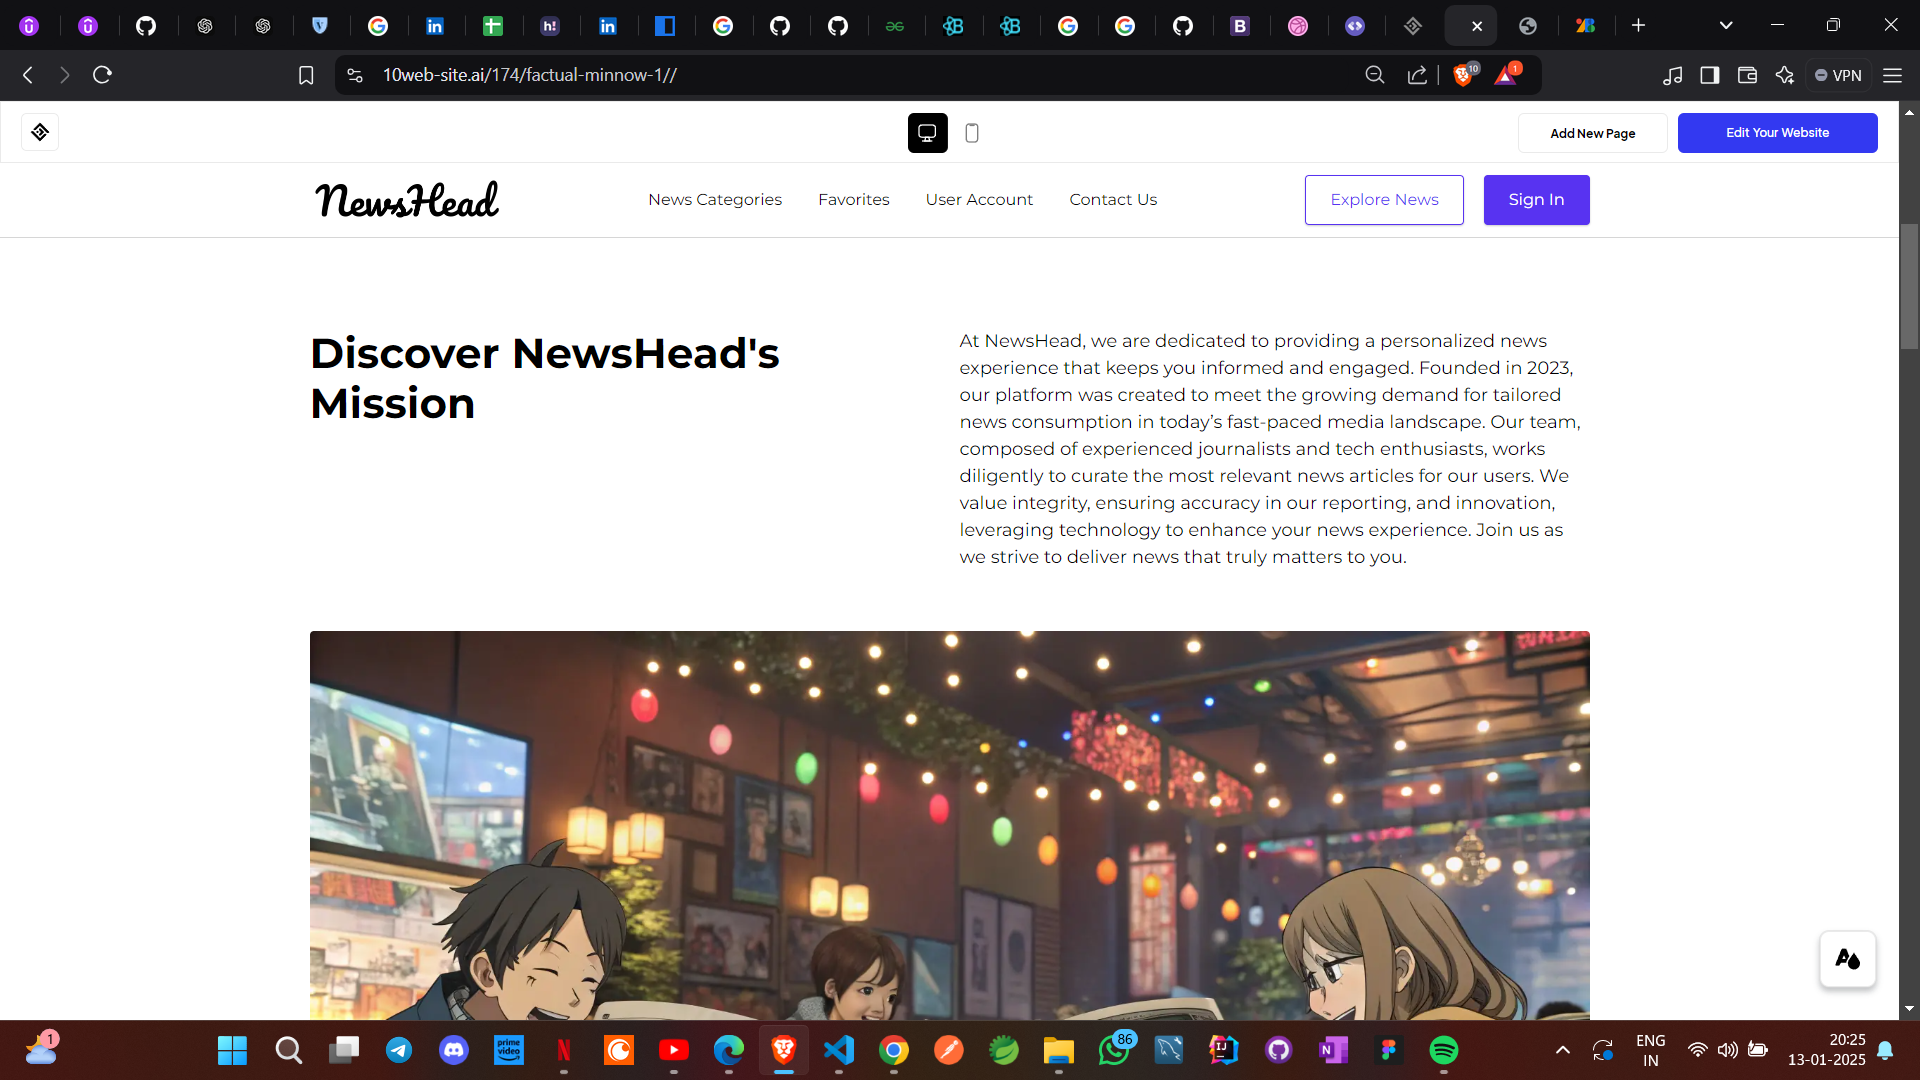 10web-site.ai/174/factual-minnow-1//
10
1
VPN
Add New Page
Edit Your Website
NewsHead
News Categories
Favorites
User Account
Contact Us
Explore News
Sign In
Discover NewsHead's
Mission
At NewsHead, we are dedicated to providing a personalized news
experience that keeps you informed and engaged. Founded in 2023,
our platform was created to meet the growing demand for tailored
news consumption in today’s fast-paced media landscape. Our team,
composed of experienced journalists and tech enthusiasts, works
diligently to curate the most relevant news articles for our users. We
value integrity, ensuring accuracy in our reporting, and innovation,
leveraging technology to enhance your news experience. Join us as
we strive to deliver news that truly matters to you.
1
prime
video
86
ENG
IN
20:25
13-01-2025